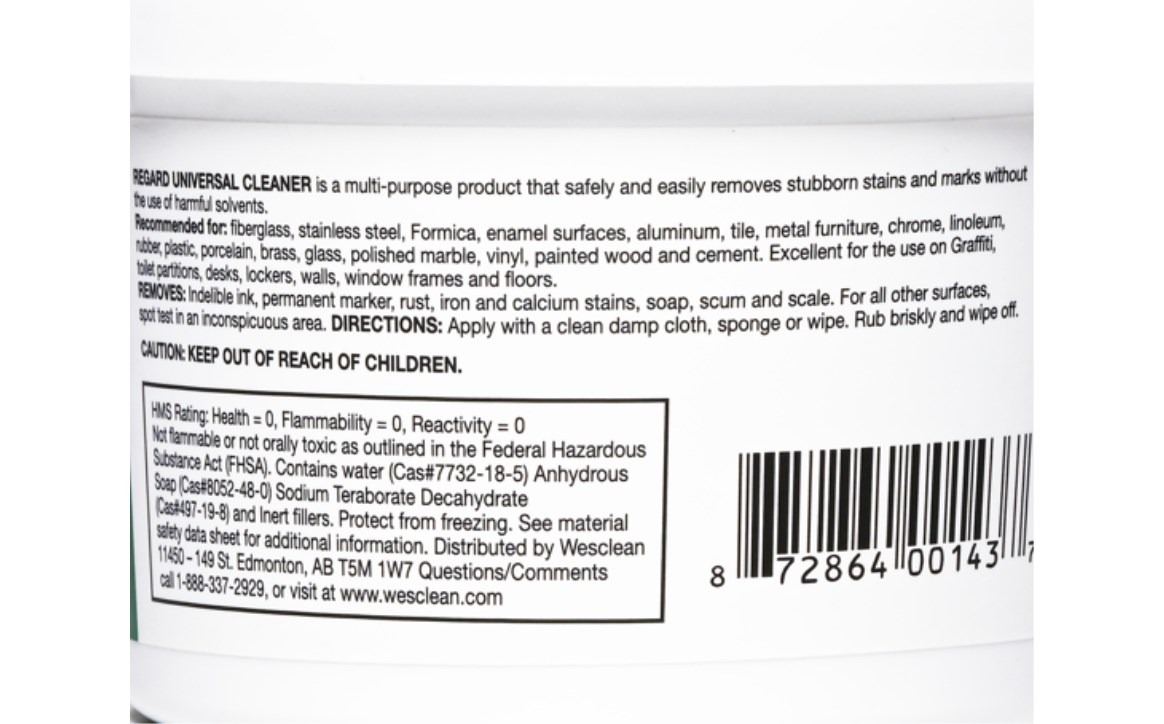 REGARD UNIVERSAL CLEANER is a multi-purpose product that safely and easily removes stubborn stains and marks without
the use of harmful solvents.
Recommended for: fiberglass, stainless steel, Formica, enamel surfaces, aluminum, tile, metal furniture, chrome, linoleum,
rubber, plastic, porcelain, brass, glass, polished marble, vinyl, painted wood and cement. Excellent for the use on Graffiti,
toilet partitions, desks, lockers, walls, window frames and floors.
REMOVES: Indelible ink, permanent marker, rust, iron and calcium stains, soap, scum and scale. For all other surfaces,
spot test in an inconspicuous area. DIRECTIONS: Apply with a clean damp cloth, sponge or wipe. Rub briskly and wipe off.
CAUTION: KEEP OUT OF REACH OF CHILDREN.
HMS Rating: Health = 0, Flammability = 0, Reactivity = 0
Not flammable or not orally toxic as outlined in the Federal Hazardous
Substance Act (FHSA). Contains water (Cas#7732-18-5) Anhydrous
Soap (Cas#8052-48-0) Sodium Teraborate Decahydrate
(Cas#497-19-8) and Inert fillers. Protect from freezing. See material
safety data sheet for additional information. Distributed by Wesclean
11450 – 149 St. Edmonton, AB T5M 1W7 Questions/Comments
call 1-888-337-2929, or visit at www.wesclean.com
8 72864 00143 7